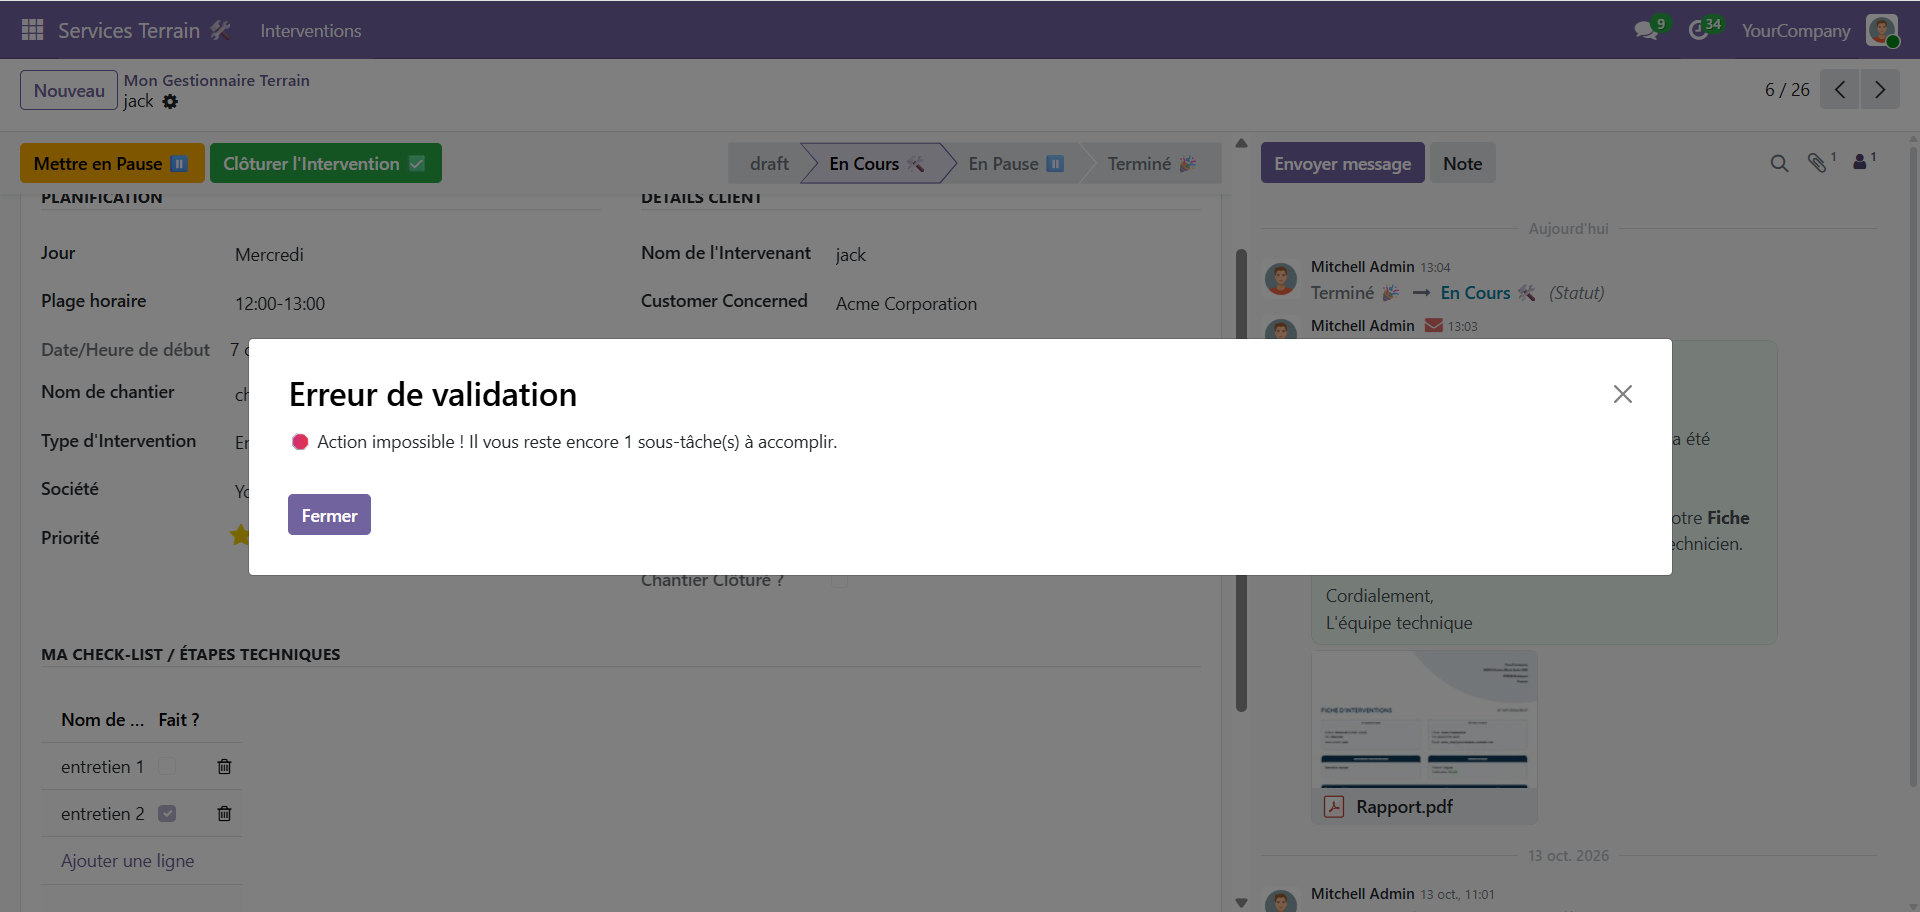 Services Terrain 🛠️
Interventions
9
34
YourCompany
Nouveau
Mon Gestionnaire Terrain
jack
6 / 26
Mettre en Pause ⏸️
Clôturer l'Intervention ✅
draft
En Cours 🛠️
En Pause ⏸️
Terminé 🎉
Envoyer message
Note
1
1
PLANIFICATION
DÉTAILS CLIENT
Jour
Mercredi
Nom de l'Intervenant
jack
Plage horaire
12:00-13:00
Customer Concerned
Acme Corporation
Date/Heure de début
7
Nom de chantier
Type d'Intervention
Société
Priorité
Erreur de validation
🛑 Action impossible ! Il vous reste encore 1 sous-tâche(s) à accomplir.
Fermer
Chantier Clôturé ?
MA CHECK-LIST / ÉTAPES TECHNIQUES
Nom de ...
Fait ?
entretien 1
entretien 2
Ajouter une ligne
Aujourd'hui
Mitchell Admin 13:04
Terminé 🎉 → En Cours 🛠️ (Statut)
Mitchell Admin 13:03
a été
otre Fiche
echnicien.
Cordialement,
L'équipe technique
FICHE D'INTERVENTIONS
Rapport.pdf
13 oct. 2026
Mitchell Admin 13 oct., 11:01